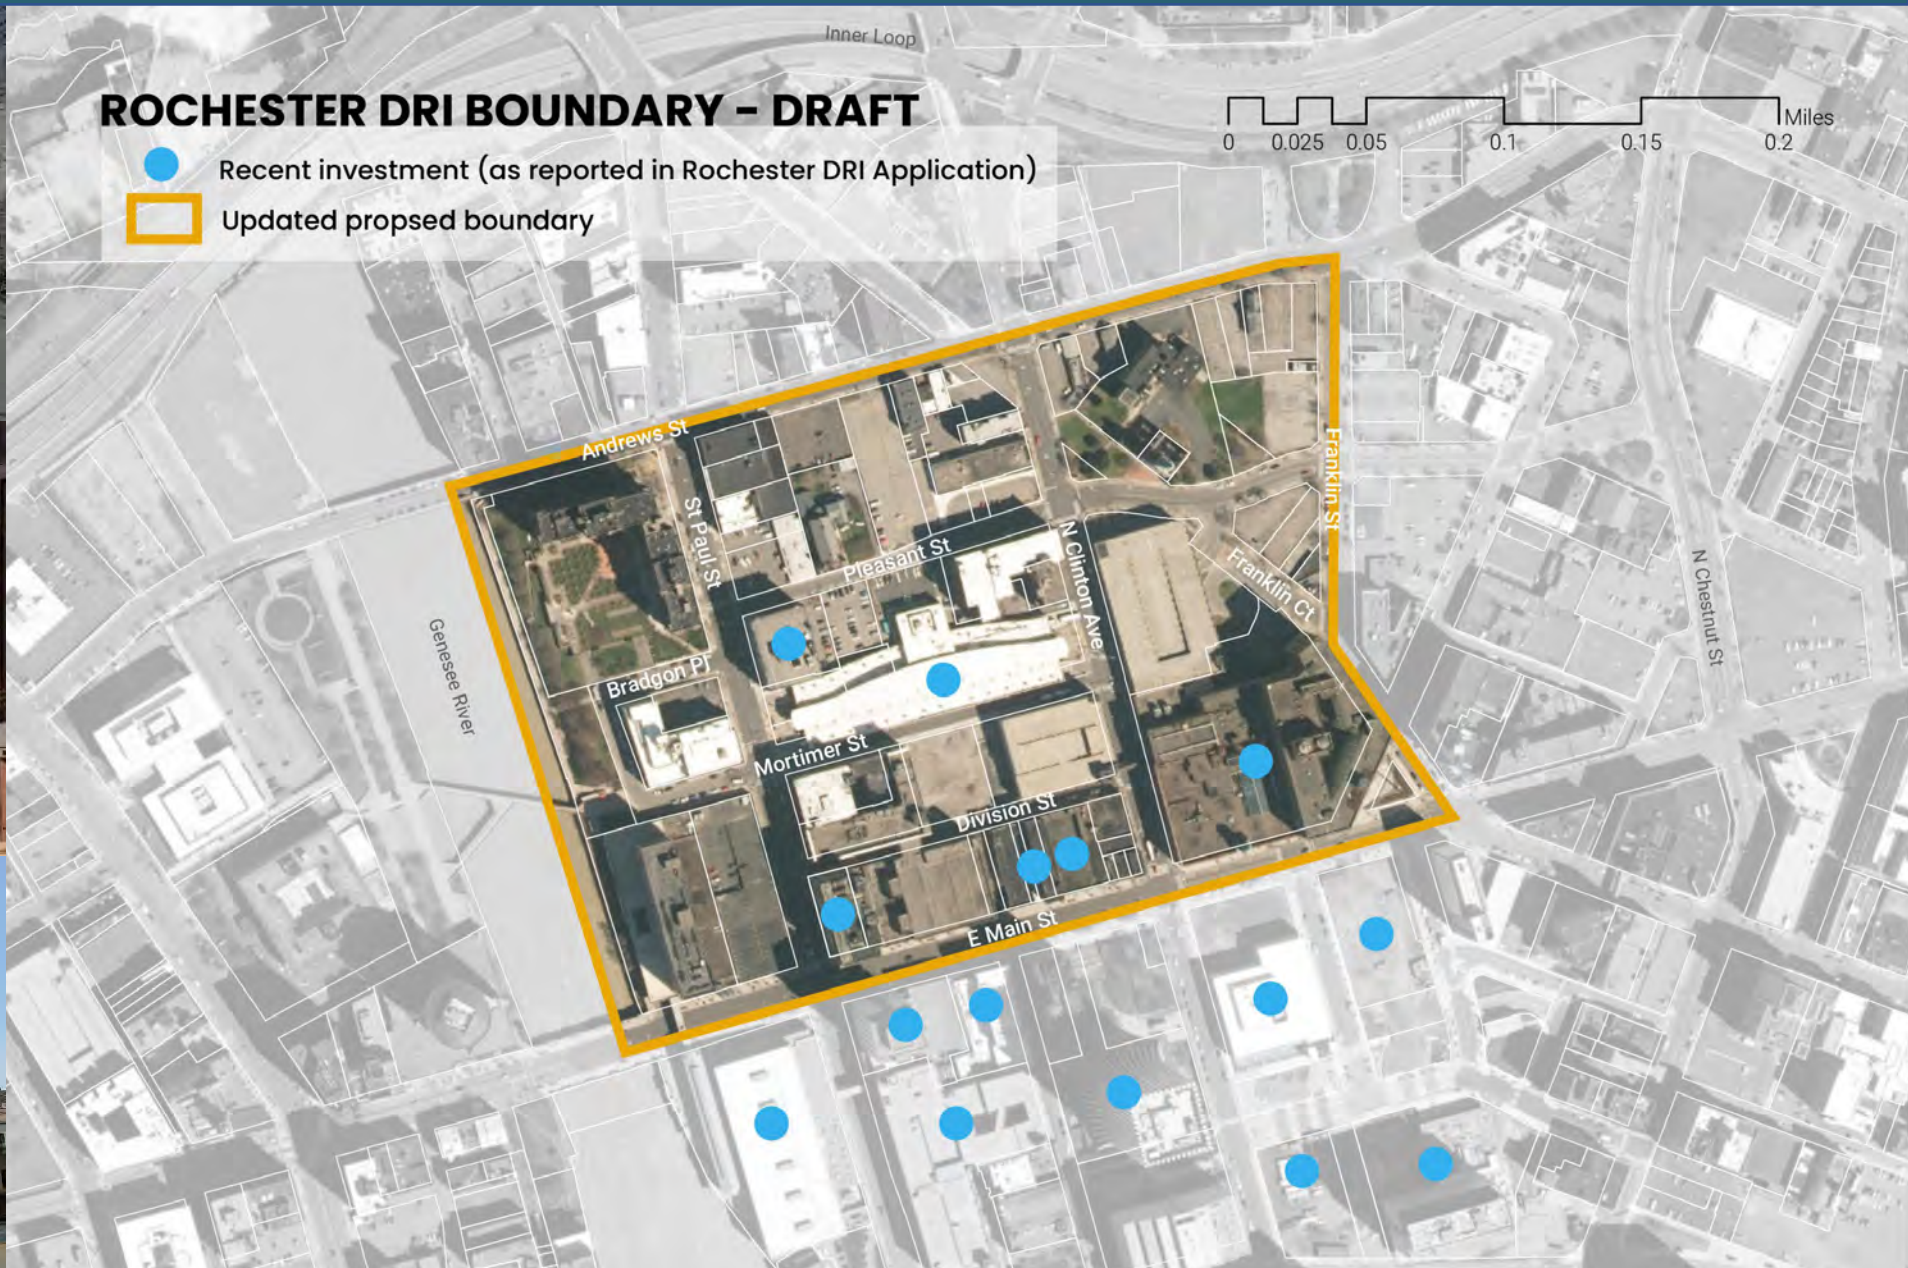 Inner Loop
ROCHESTER DRI BOUNDARY – DRAFT
Recent investment (as reported in Rochester DRI Application)
Updated propsed boundary
Miles
0 0.025 0.05 0.1 0.15 0.2
Andrews St
Franklin St
St Paul St
Pleasant St
N Clinton Ave
Franklin Ct
N Chestnut St
Genesee River
Bradgon Pl
Mortimer St
Division St
E Main St